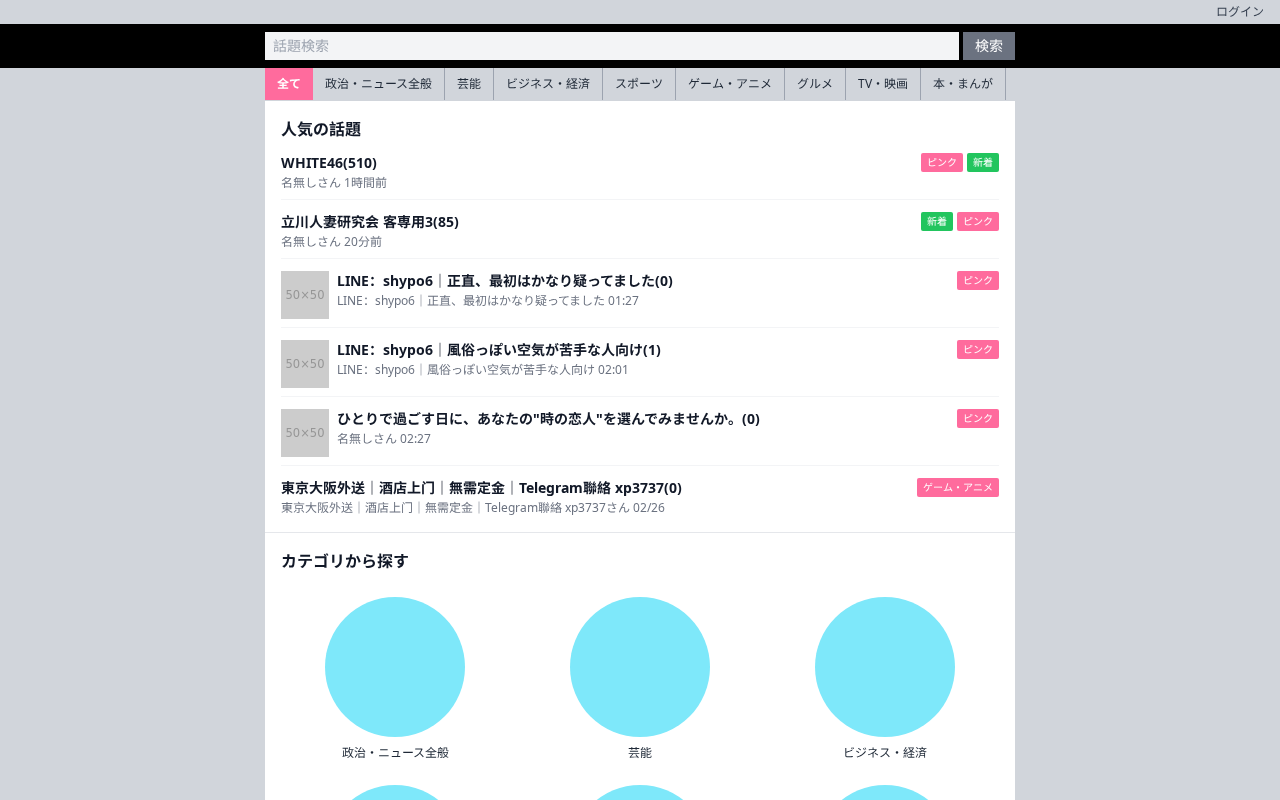 ログイン
話題検索
検索
全て 政治・ニュース全般 芸能 ビジネス・経済 スポーツ ゲーム・アニメ グルメ TV・映画 本・まんが
人気の話題
WHITE46(510) ピンク 新着
名無しさん 1時間前
立川人妻研究会 客専用3(85) 新着 ピンク
名無しさん 20分前
50×50
LINE：shypo6｜正直、最初はかなり疑ってました(0) ピンク
LINE：shypo6｜正直、最初はかなり疑ってました 01:27
50×50
LINE：shypo6｜風俗っぽい空気が苦手な人向け(1) ピンク
LINE：shypo6｜風俗っぽい空気が苦手な人向け 02:01
50×50
ひとりで過ごす日に、あなたの"時の恋人"を選んでみませんか。(0) ピンク
名無しさん 02:27
東京大阪外送｜酒店上门｜無需定金｜Telegram聯絡 xp3737(0) ゲーム・アニメ
東京大阪外送｜酒店上门｜無需定金｜Telegram聯絡 xp3737さん 02/26
カテゴリから探す
政治・ニュース全般 芸能 ビジネス・経済